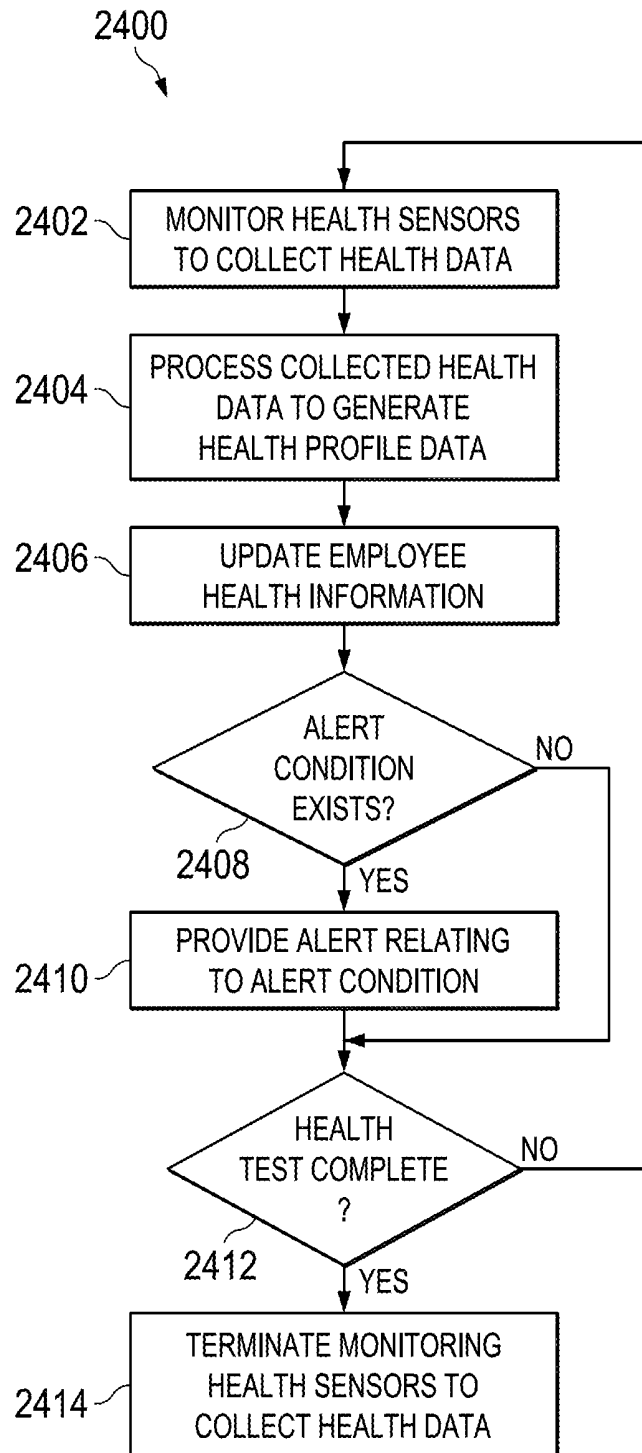 2400
2402
MONITOR HEALTH SENSORS
TO COLLECT HEALTH DATA
2404
PROCESS COLLECTED HEALTH
DATA TO GENERATE
HEALTH PROFILE DATA
2406
UPDATE EMPLOYEE
HEALTH INFORMATION
ALERT
CONDITION
EXISTS?
NO
2408
YES
2410
PROVIDE ALERT RELATING
TO ALERT CONDITION
HEALTH
TEST COMPLETE
?
NO
2412
YES
2414
TERMINATE MONITORING
HEALTH SENSORS TO
COLLECT HEALTH DATA